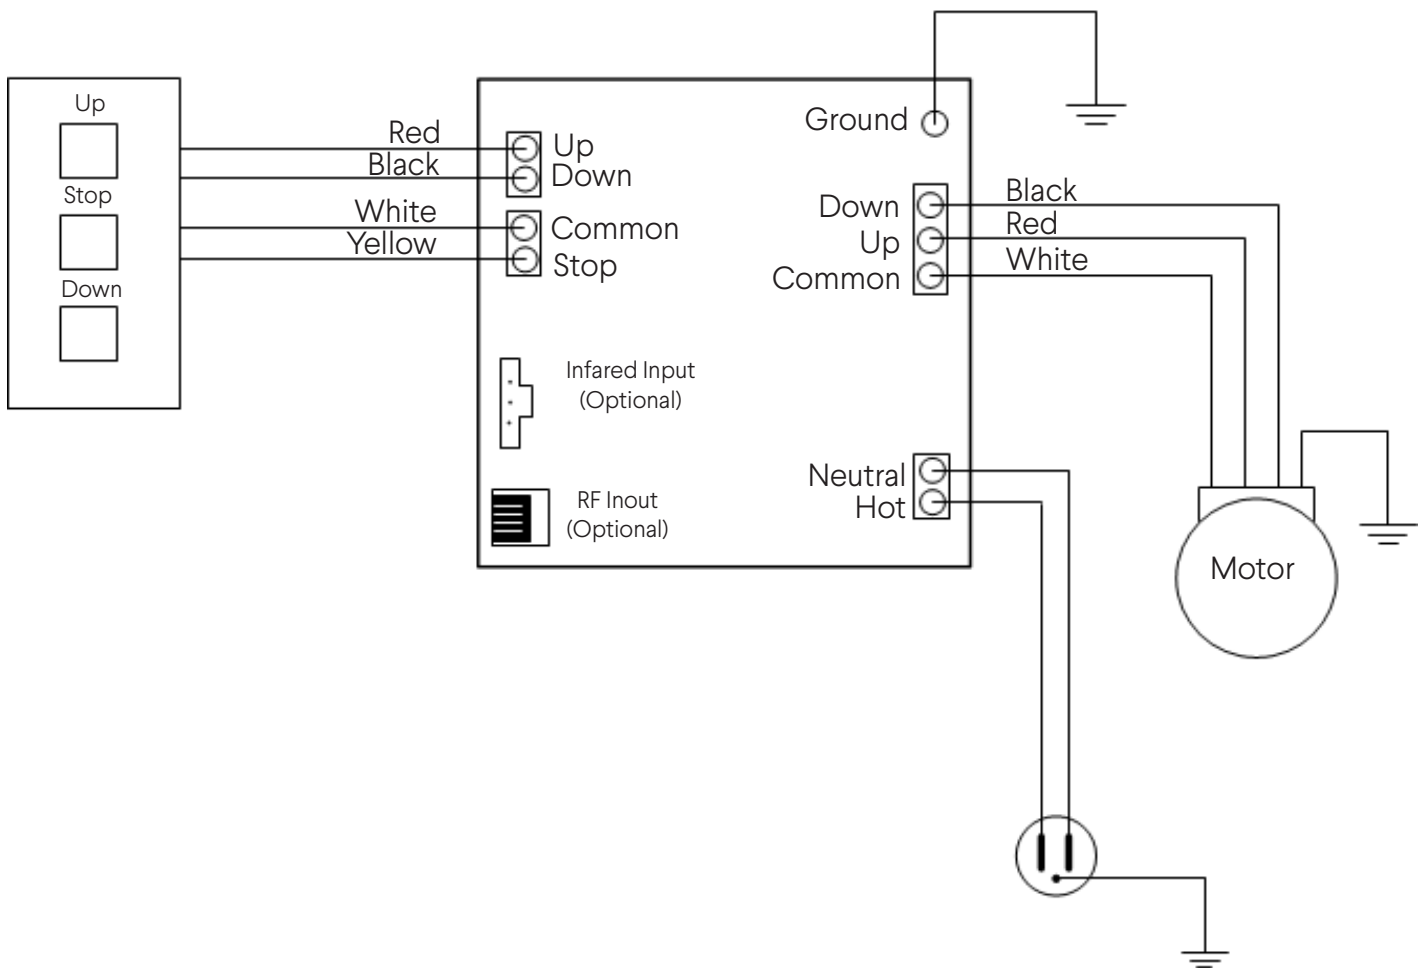 Up
Stop
Down
Red
Black
White
Yellow
Up
Down
Common
Stop
Infared Input
(Optional)
RF Inout
(Optional)
Ground
Down
Up
Common
Neutral
Hot
Black
Red
White
Motor